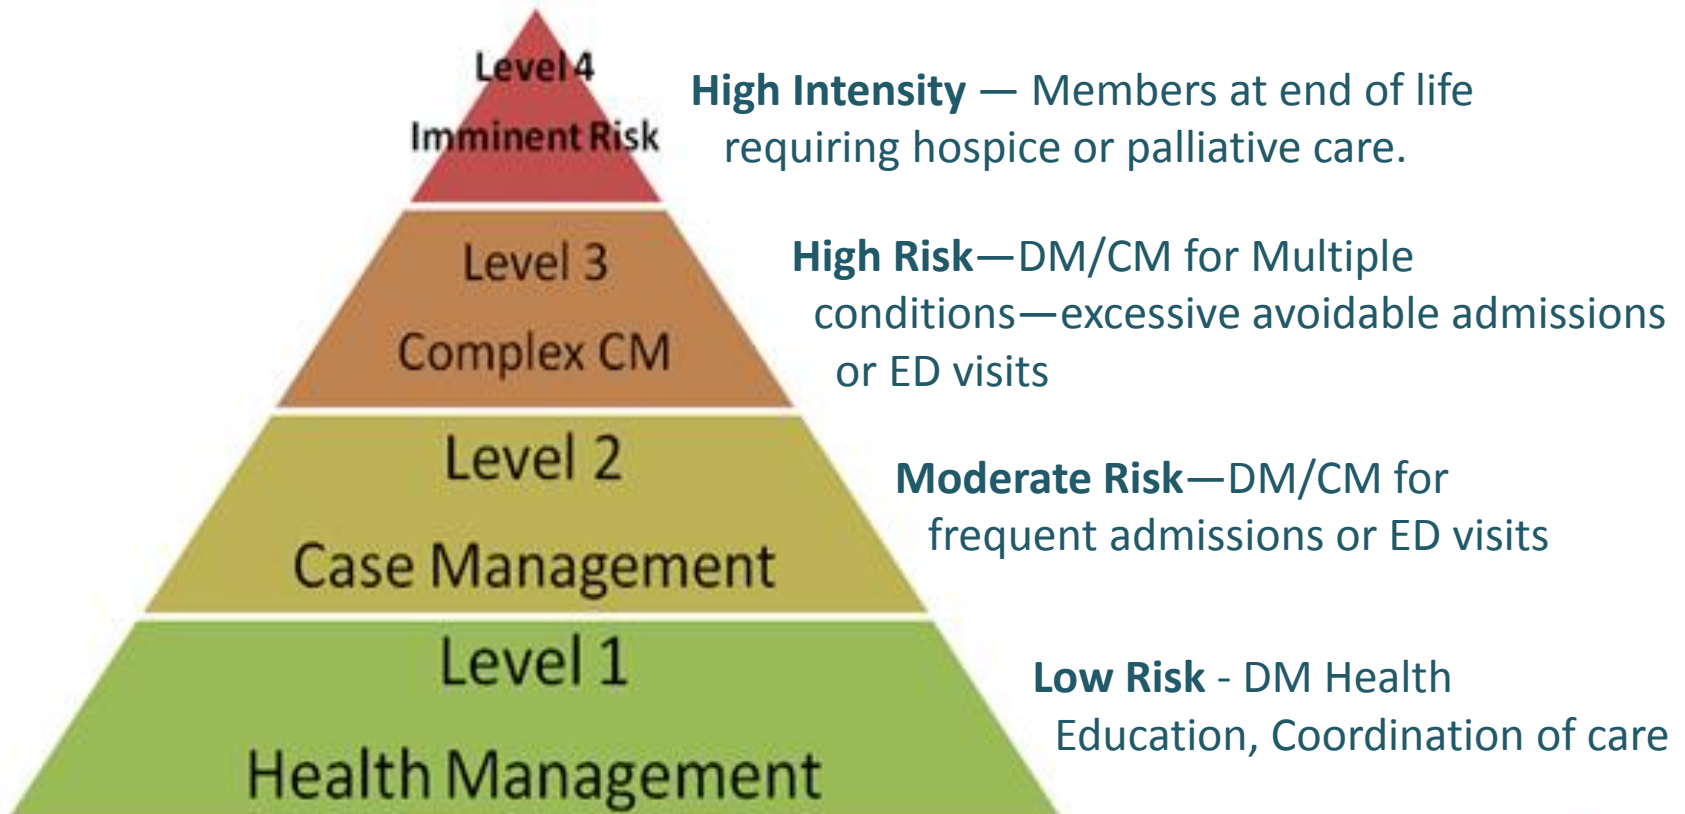 Level 4
Imminent Risk
High Intensity — Members at end of life
requiring hospice or palliative care.
Level 3
Complex CM
High Risk—DM/CM for Multiple
conditions—excessive avoidable admissions
or ED visits
Level 2
Case Management
Moderate Risk—DM/CM for
frequent admissions or ED visits
Level 1
Health Management
Low Risk - DM Health
Education, Coordination of care